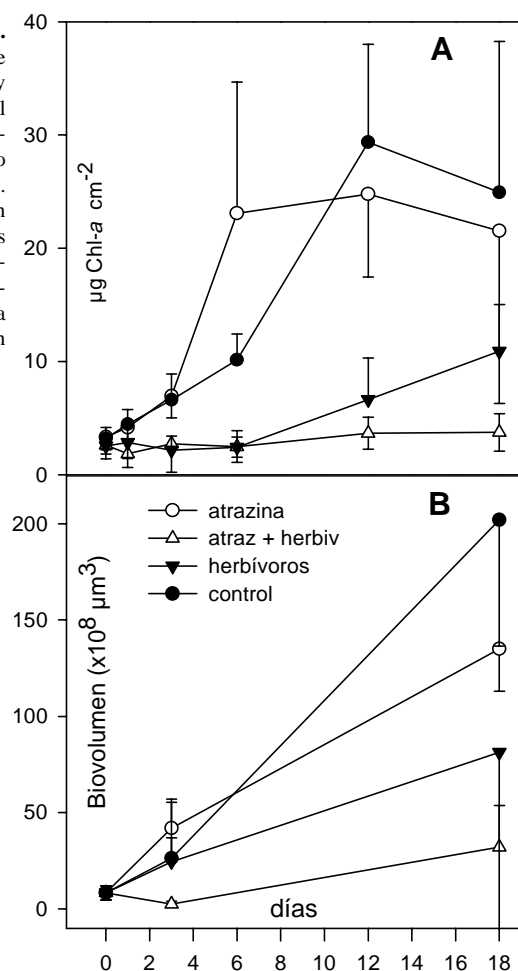 .
e
y
l
-
o
.
n
s
-
-
a
n
40
30
20
10
0
µg Chl-a cm-2
A
200
150
100
50
0
Biovolumen (x10⁸ µm³)
B
atrazina
atraz + herbiv
herbívoros
control
días
0 2 4 6 8 10 12 14 16 18